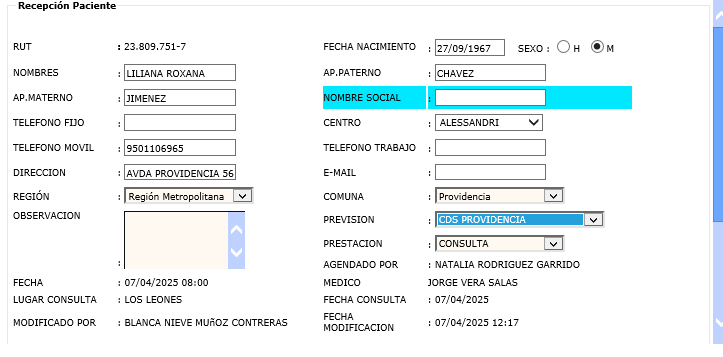 Recepción Paciente
RUT : 23.809.751-7 FECHA NACIMIENTO : 27/09/1967 SEXO : H M
NOMBRES : LILIANA ROXANA AP.PATERNO : CHAVEZ
AP.MATERNO : JIMENEZ NOMBRE SOCIAL :
TELEFONO FIJO : CENTRO : ALESSANDRI
TELEFONO MOVIL : 9501106965 TELEFONO TRABAJO :
DIRECCION : AVDA PROVIDENCIA 56 E-MAIL :
REGIÓN : Región Metropolitana COMUNA : Providencia
OBSERVACION : PREVISION : CDS PROVIDENCIA
PRESTACION : CONSULTA
AGENDADO POR : NATALIA RODRIGUEZ GARRIDO
FECHA : 07/04/2025 08:00 MEDICO JORGE VERA SALAS
LUGAR CONSULTA : LOS LEONES FECHA CONSULTA : 07/04/2025
MODIFICADO POR : BLANCA NIEVE MUñOZ CONTRERAS FECHA MODIFICACION : 07/04/2025 12:17